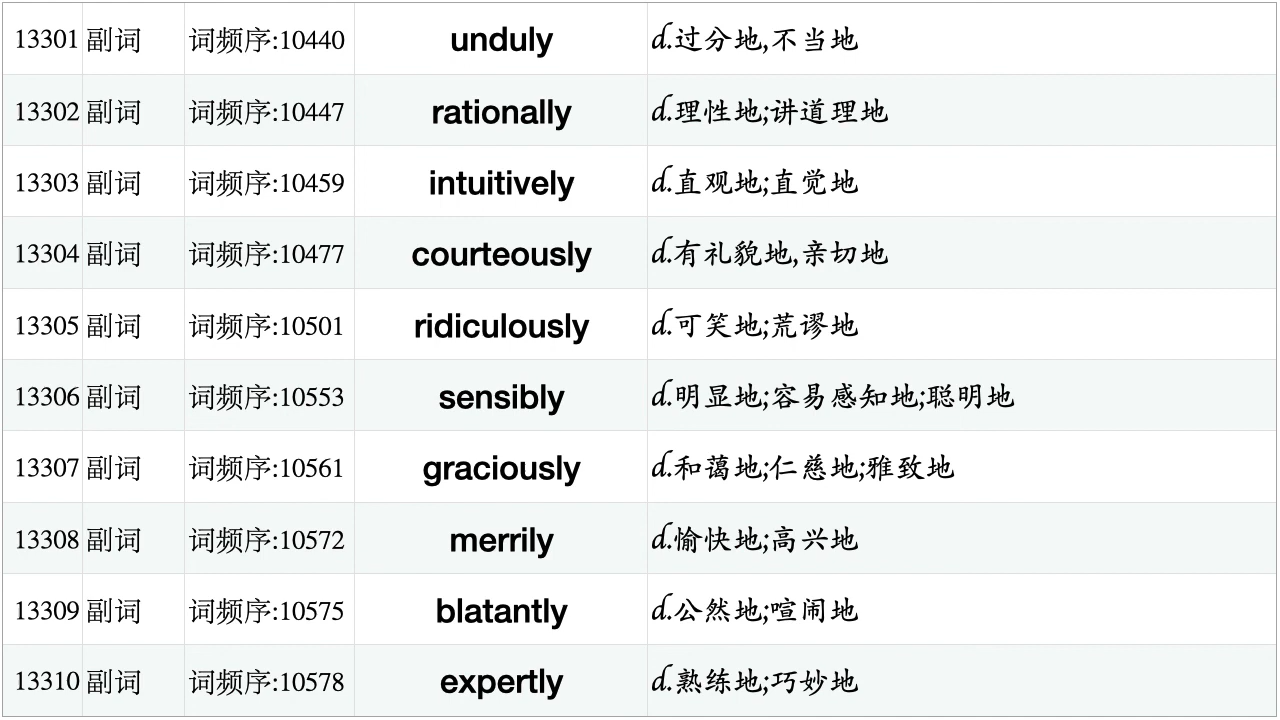 13301 副词 词频序:10440 unduly d.过分地,不当地
13302 副词 词频序:10447 rationally d.理性地;讲道理地
13303 副词 词频序:10459 intuitively d.直观地;直觉地
13304 副词 词频序:10477 courteously d.有礼貌地,亲切地
13305 副词 词频序:10501 ridiculously d.可笑地;荒谬地
13306 副词 词频序:10553 sensibly d.明显地;容易感知地;聪明地
13307 副词 词频序:10561 graciously d.和蔼地;仁慈地;雅致地
13308 副词 词频序:10572 merrily d.愉快地;高兴地
13309 副词 词频序:10575 blatantly d.公然地;喧闹地
13310 副词 词频序:10578 expertly d.熟练地;巧妙地